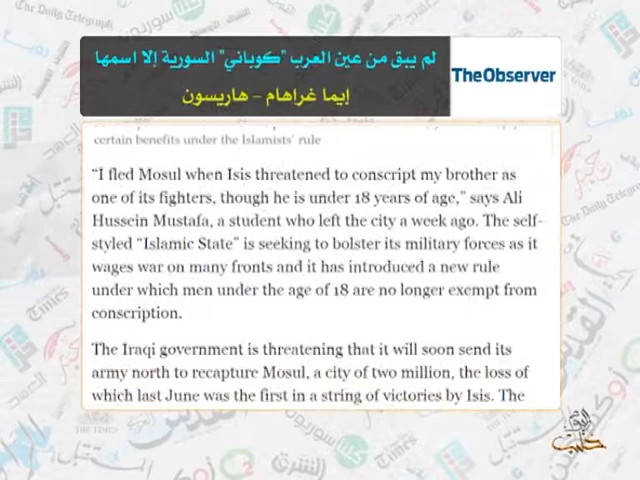 لم يبق من عين العرب "كوباني" السورية إلا اسمها
إيما غراهام – هاريسون
TheObserver
certain benefits under the Islamists' rule
“I fled Mosul when Isis threatened to conscript my brother as
one of its fighters, though he is under 18 years of age,” says Ali
Hussein Mustafa, a student who left the city a week ago. The self-
styled “Islamic State” is seeking to bolster its military forces as it
wages war on many fronts and it has introduced a new rule
under which men under the age of 18 are no longer exempt from
conscription.
The Iraqi government is threatening that it will soon send its
army north to recapture Mosul, a city of two million, the loss of
which last June was the first in a string of victories by Isis. The